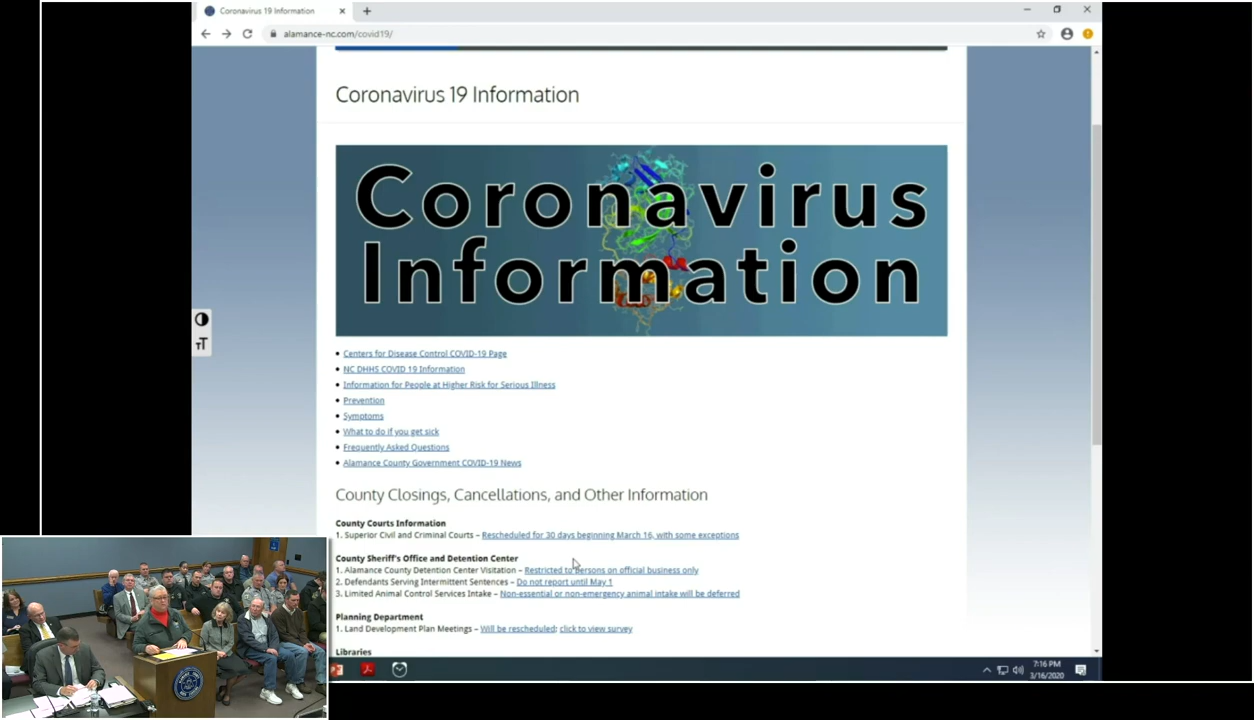 Coronavirus 19 Information
alamance-nc.com/covid19/
Coronavirus 19 Information
Coronavirus
Information
TT
• Centers for Disease Control COVID-19 Page
• NC DHHS COVID 19 Information
• Information for People at Higher Risk for Serious Illness
• Prevention
• Symptoms
• What to do if you get sick
• Frequently Asked Questions
• Alamance County Government COVID-19 News
County Closings, Cancellations, and Other Information
County Courts Information
1. Superior Civil and Criminal Courts – Rescheduled for 30 days beginning March 16, with some exceptions
County Sheriff's Office and Detention Center
1. Alamance County Detention Center Visitation – Restricted to persons on official business only
2. Defendants Serving Intermittent Sentences – Do not report until May 1
3. Limited Animal Control Services Intake – Non-essential or non-emergency animal intake will be deferred
Planning Department
1. Land Development Plan Meetings – Will be rescheduled; click to view survey
Libraries
7:16 PM
3/16/2020